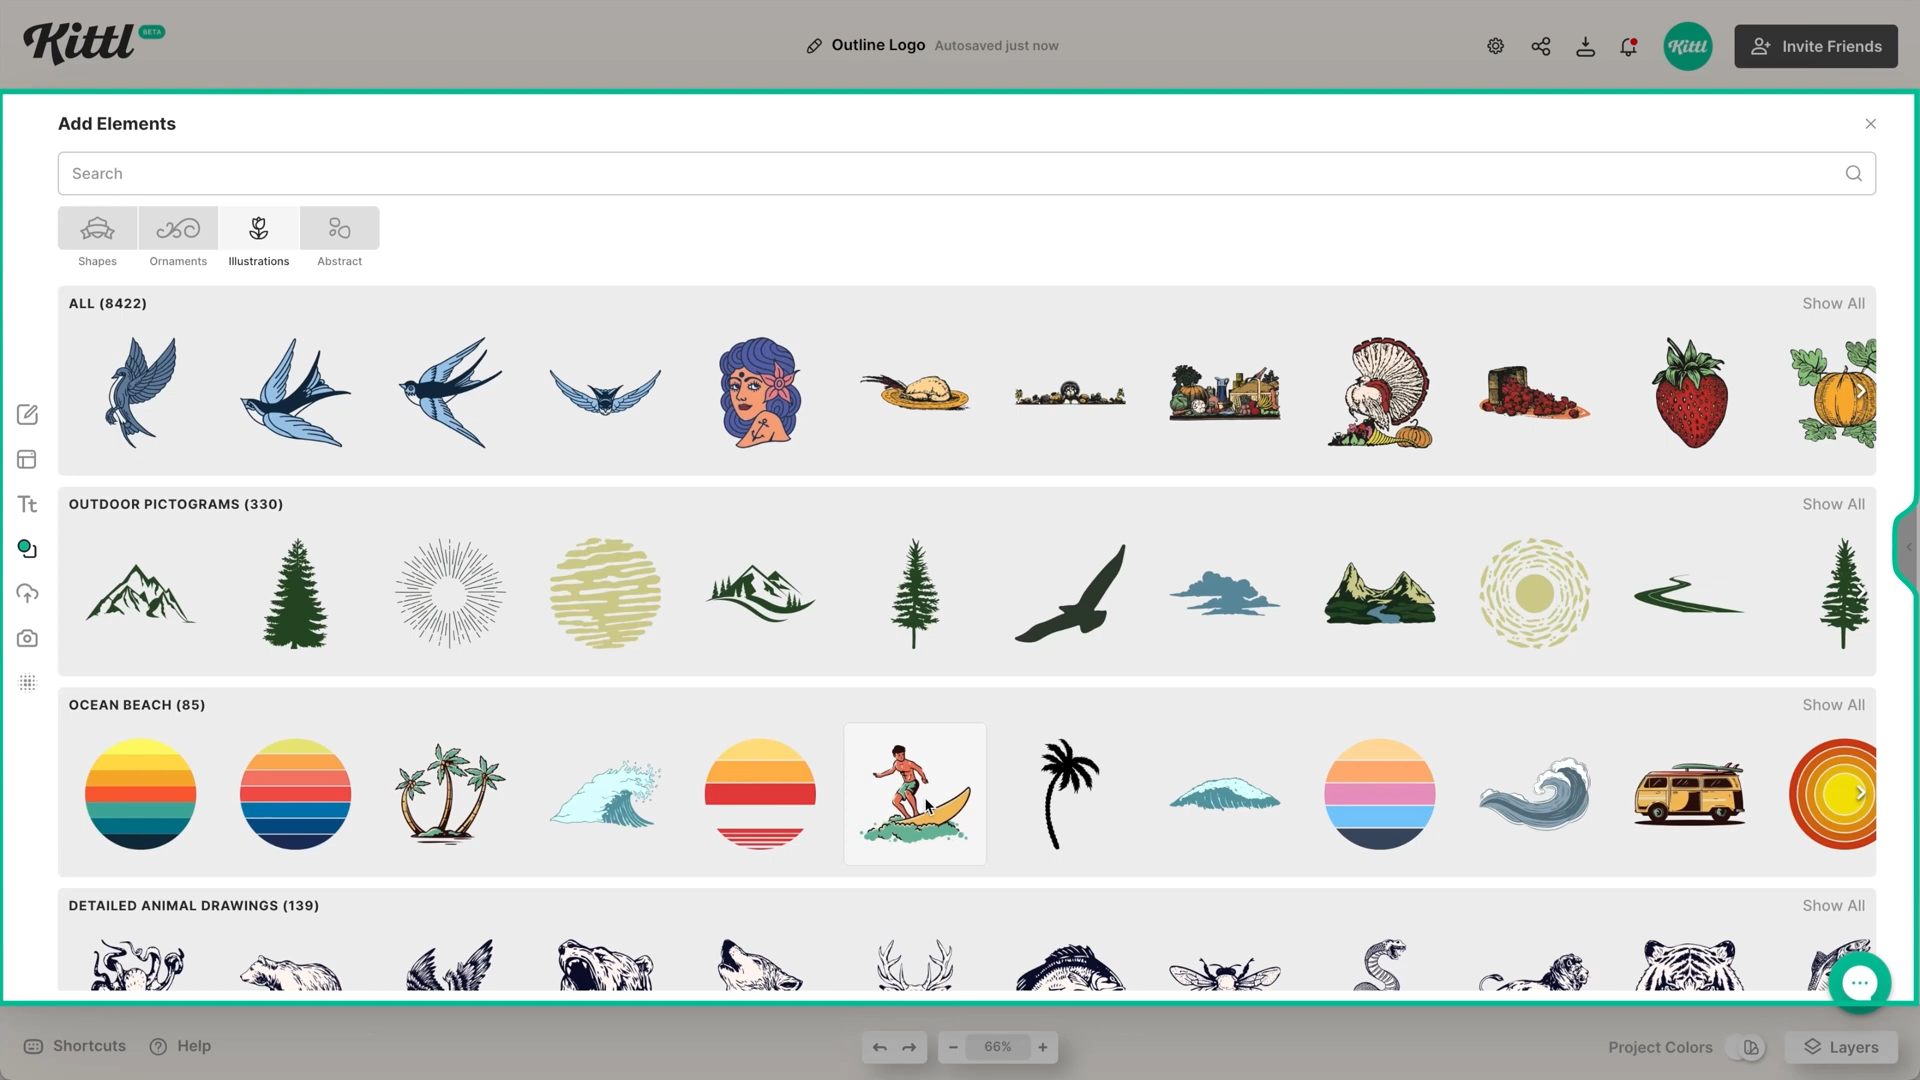 Kittl BETA
Outline Logo Autosaved just now
Kittl
Invite Friends
Add Elements
Search
Shapes
Ornaments
Illustrations
Abstract
ALL (8422)
Show All
OUTDOOR PICTOGRAMS (330)
Show All
Tt
OCEAN BEACH (85)
Show All
DETAILED ANIMAL DRAWINGS (139)
Show All
Shortcuts
Help
66%
Project Colors
Layers